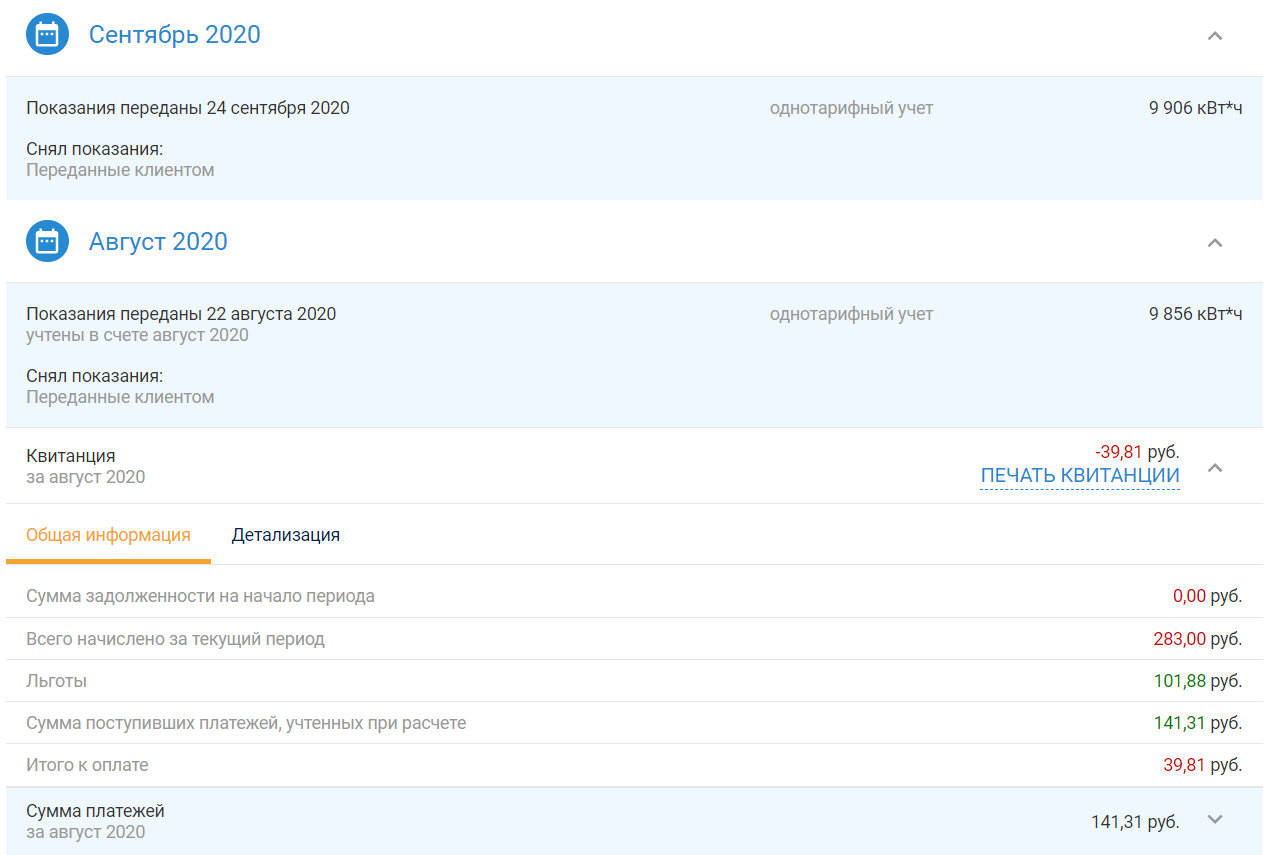 Сентябрь 2020
Показания переданы 24 сентября 2020 однотарифный учет 9 906 кВт*ч
Снял показания:
Переданные клиентом
Август 2020
Показания переданы 22 августа 2020 однотарифный учет 9 856 кВт*ч
учтены в счете август 2020
Снял показания:
Переданные клиентом
Квитанция -39,81 руб.
за август 2020 ПЕЧАТЬ КВИТАНЦИИ
Общая информация Детализация
Сумма задолженности на начало периода 0,00 руб.
Всего начислено за текущий период 283,00 руб.
Льготы 101,88 руб.
Сумма поступивших платежей, учтенных при расчете 141,31 руб.
Итого к оплате 39,81 руб.
Сумма платежей 141,31 руб.
за август 2020